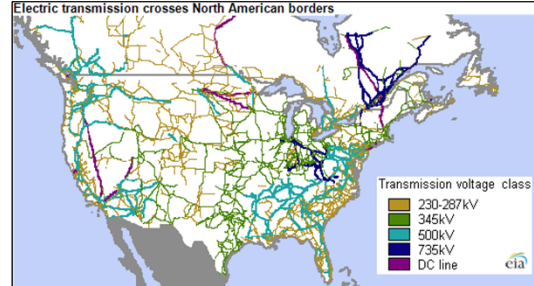 Electric transmission crosses North American borders
Transmission voltage class
230-287kV
345kV
500kV
735kV
DC line
eia